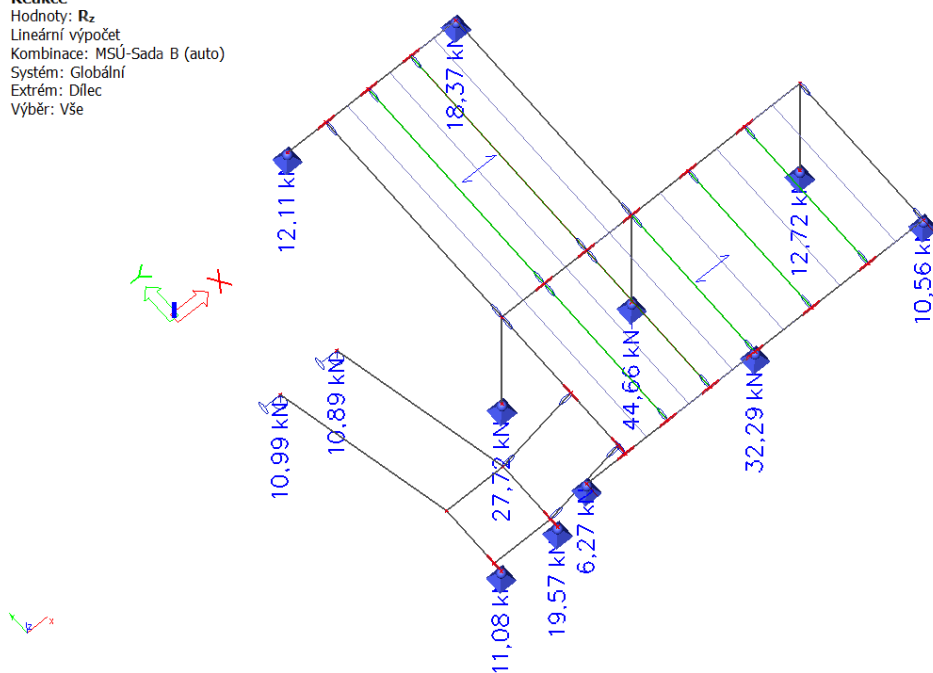 Reakce
Hodnoty: Rz
Lineární výpočet
Kombinace: MSÚ-Sada B (auto)
Systém: Globální
Extrém: Dílec
Výběr: Vše
18,37 kN
12,11 kN
12,72 kN
10,56 kN
44,66 kN
32,29 kN
10,89 kN
10,99 kN
27,72 kN
6,27 kN
19,57 kN
11,08 kN
Y
X
Y
Z
x